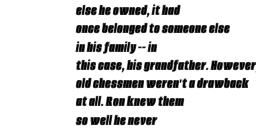 else he owned, it had
once belonged to someone else
in his family -- in
this case, his grandfather. However,
old chessmen weren't a drawback
at all. Ron knew them
so well he never